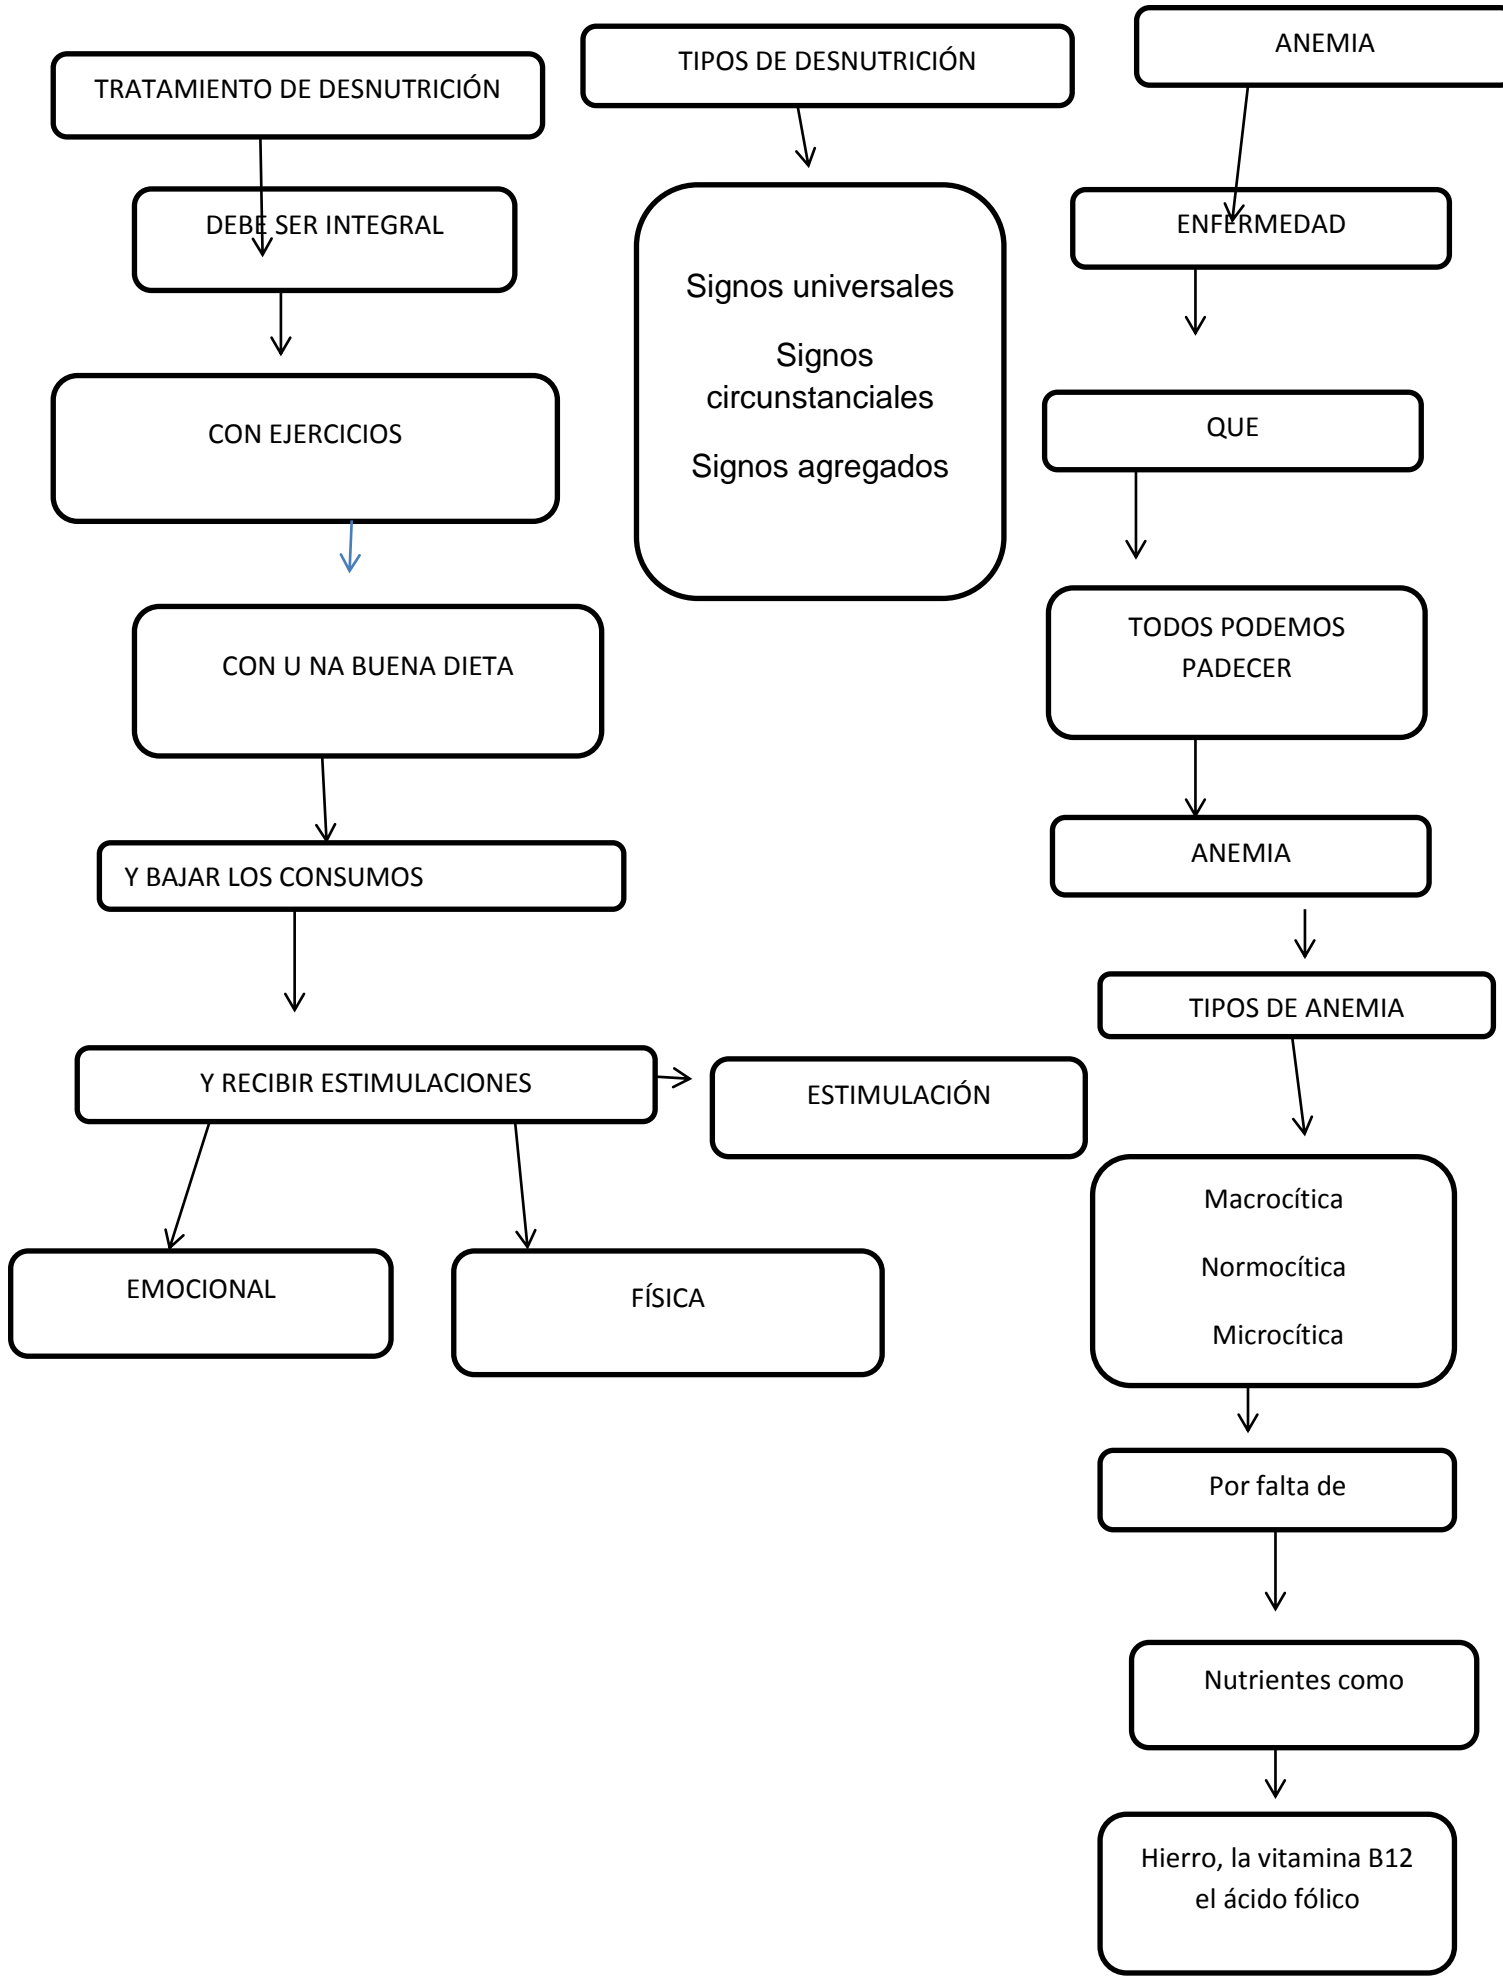 TRATAMIENTO DE DESNUTRICIÓN
DEBE SER INTEGRAL
CON EJERCICIOS
CON U NA BUENA DIETA
Y BAJAR LOS CONSUMOS
Y RECIBIR ESTIMULACIONES
ESTIMULACIÓN
EMOCIONAL
FÍSICA
TIPOS DE DESNUTRICIÓN
Signos universales
Signos
circunstanciales
Signos agregados
ANEMIA
ENFERMEDAD
QUE
TODOS PODEMOS
PADECER
ANEMIA
TIPOS DE ANEMIA
Macrocítica
Normocítica
Microcítica
Por falta de
Nutrientes como
Hierro, la vitamina B12
el ácido fólico